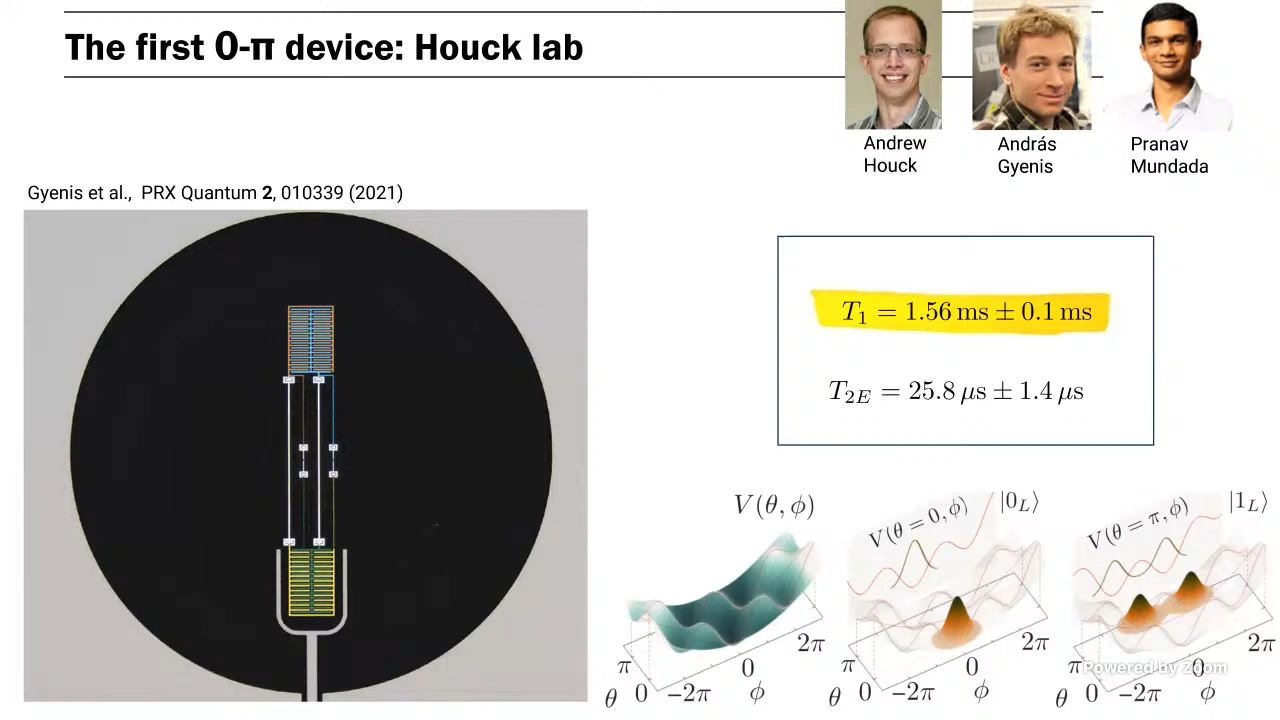 The first 0-π device: Houck lab
Andrew
Houck
András
Gyenis
Pranav
Mundada
Gyenis et al., PRX Quantum 2, 010339 (2021)
T₁ = 1.56 ms ± 0.1 ms
T₂E = 25.8 μs ± 1.4 μs
V(θ, ϕ)
π
θ 0 −2π 0 ϕ 2π
V(θ = 0, ϕ)
|0L⟩
π
θ 0 −2π 0 ϕ 2π
V(θ = π, ϕ)
|1L⟩
π
θ 0 −2π 0 ϕ 2π
Powered by Zoom